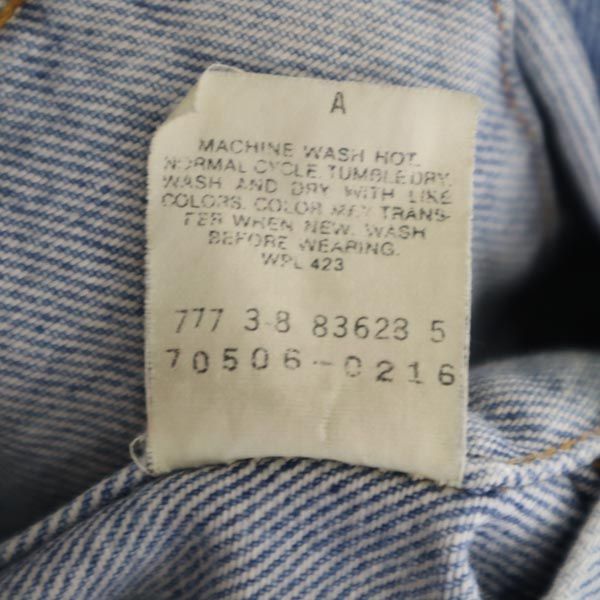 A
MACHINE WASH HOT.
NORMAL CYCLE. TUMBLE DRY.
WASH AND DRY WITH LIKE
COLORS. COLOR MAY TRANS-
FER WHEN NEW. WASH
BEFORE WEARING.
WPL 423
777 3-8 83623 5
70506-0216